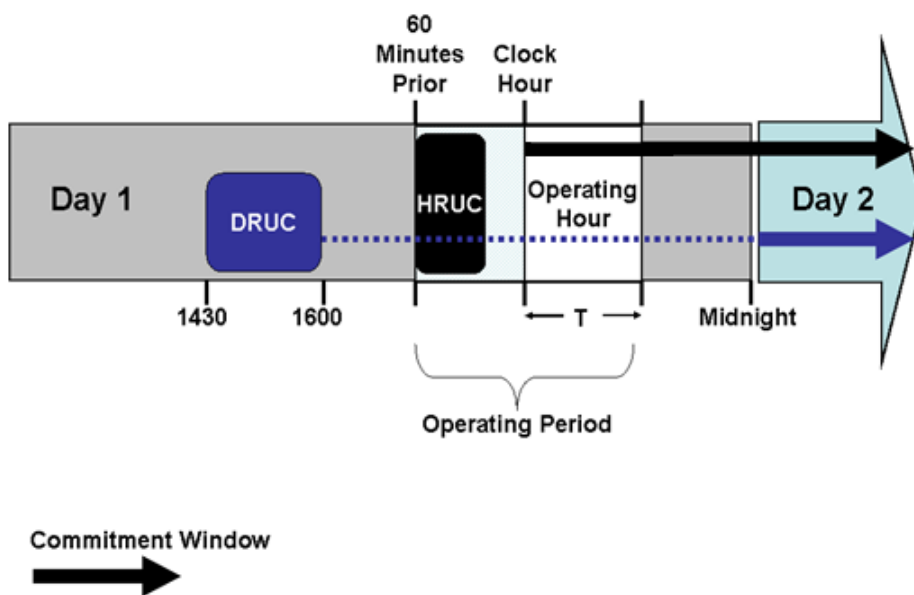 60
Minutes
Prior
Clock
Hour
Day 1
DRUC
HRUC
Operating
Hour
Day 2
1430
1600
T
Midnight
Operating Period
Commitment Window